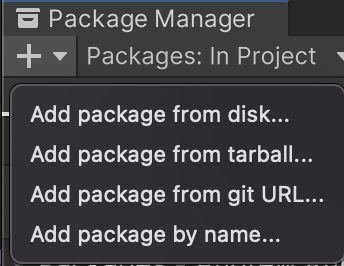 Package Manager
+ Packages: In Project
Add package from disk...
Add package from tarball...
Add package from git URL...
Add package by name...